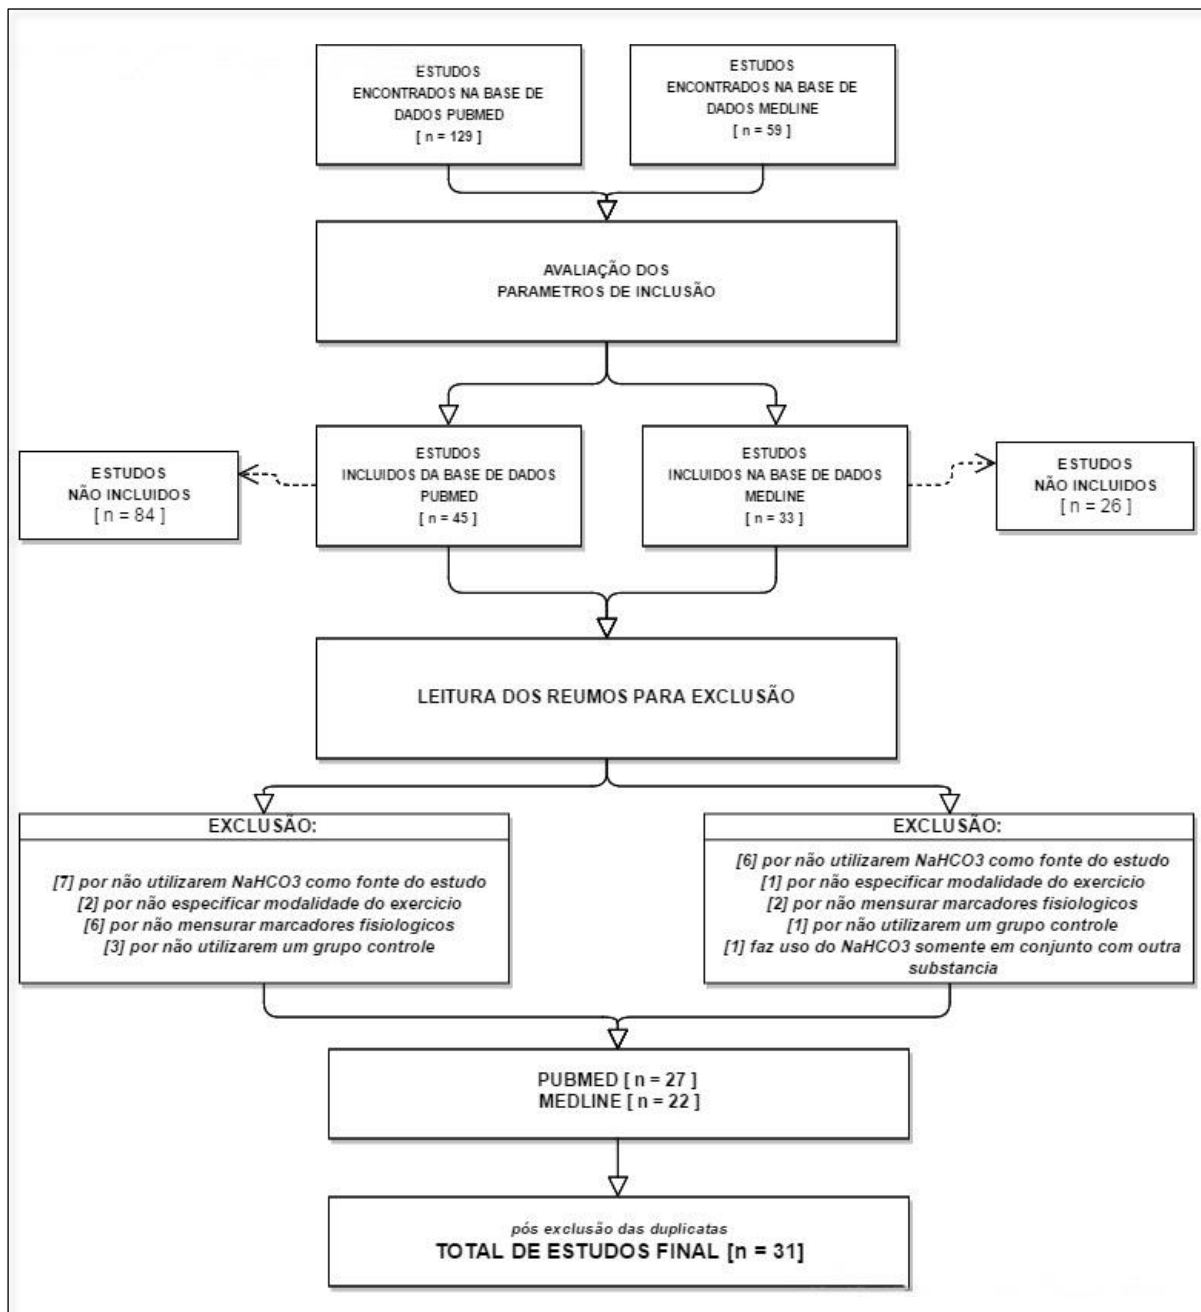 ESTUDOS
ENCONTRADOS NA BASE DE
DADOS PUBMED
[ n = 129 ]
ESTUDOS
ENCONTRADOS NA BASE DE
DADOS MEDLINE
[ n = 59 ]
AVALIAÇÃO DOS
PARAMETROS DE INCLUSÃO
ESTUDOS
NÃO INCLUIDOS
[ n = 84 ]
ESTUDOS
INCLUIDOS DA BASE DE DADOS
PUBMED
[ n = 45 ]
ESTUDOS
INCLUIDOS NA BASE DE DADOS
MEDLINE
[ n = 33 ]
ESTUDOS
NÃO INCLUIDOS
[ n = 26 ]
LEITURA DOS REUMOS PARA EXCLUSÃO
EXCLUSÃO:
[7] por não utilizarem NaHCO3 como fonte do estudo
[2] por não especificar modalidade do exercicio
[6] por não mensurar marcadores fisiologicos
[3] por não utilizarem um grupo controle
EXCLUSÃO:
[6] por não utilizarem NaHCO3 como fonte do estudo
[1] por não especificar modalidade do exercicio
[2] por não mensurar marcadores fisiologicos
[1] por não utilizarem um grupo controle
[1] faz uso do NaHCO3 somente em conjunto com outra
substancia
PUBMED [ n = 27 ]
MEDLINE [ n = 22 ]
pós exclusão das duplicatas
TOTAL DE ESTUDOS FINAL [n = 31]